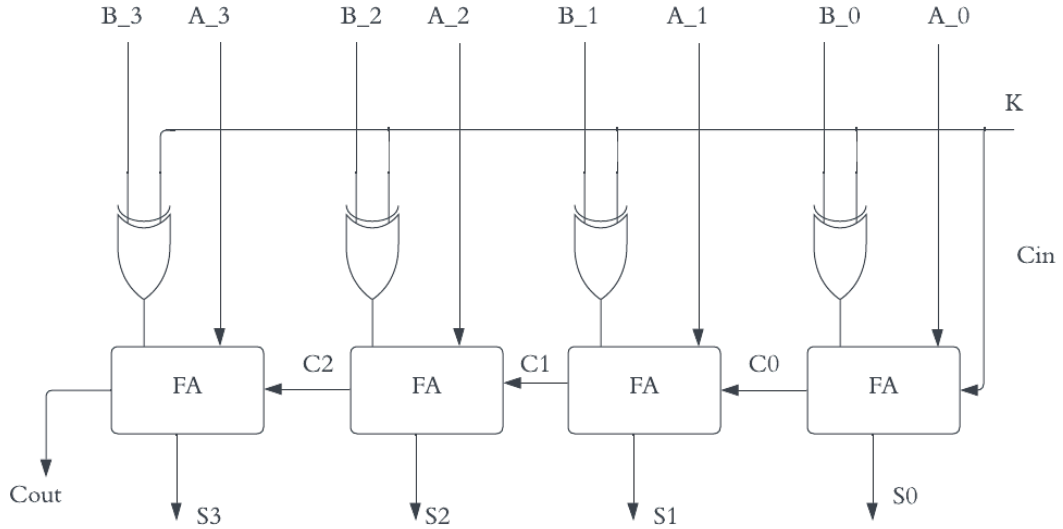 B_3 A_3 B_2 A_2 B_1 A_1 B_0 A_0
K
Cin
C2 C1 C0
FA FA FA FA
Cout S3 S2 S1 S0